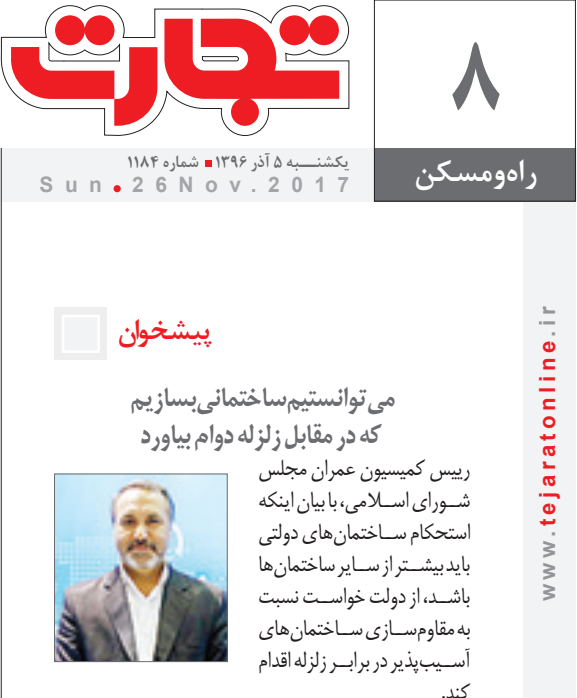 تجارت
۸
راه‌ومسکن
یکشنبه ۵ آذر ۱۳۹۶ ■ شماره ۱۱۸۴
Sun.26Nov.2017
www.tejaratonline.ir
پیشخوان
می‌توانستیم ساختمانی بسازیم
که در مقابل زلزله دوام بیاورد
رییس کمیسیون عمران مجلس
شورای اسلامی، با بیان اینکه
استحکام ساختمان‌های دولتی
باید بیشتر از سایر ساختمان‌ها
باشد، از دولت خواست نسبت
به مقاوم‌سازی ساختمان‌های
آسیب‌پذیر در برابر زلزله اقدام
کند.